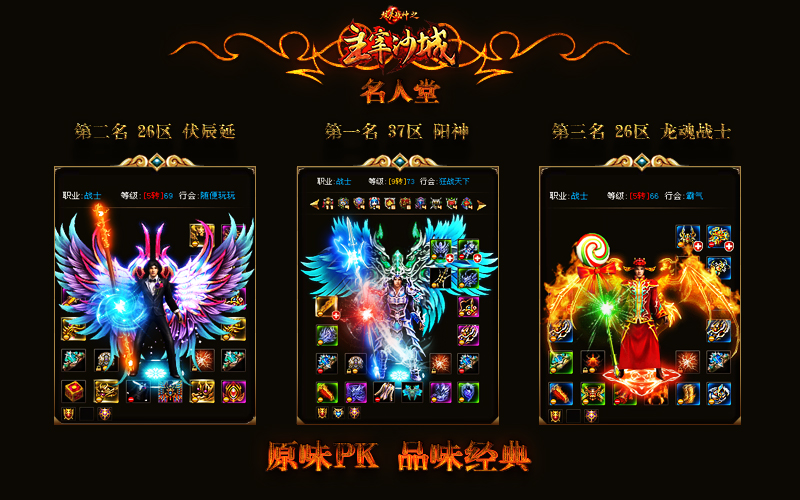 主宰沙城
名人堂
第二名 26区 伏辰延
第一名 37区 阳神
第三名 26区 龙魂战士
职业:战士 等级:[5转]69 行会:随便玩玩
职业:战士 等级:[9转]73 行会:狂战天下
职业:战士 等级:[5转]66 行会:霸气
原味PK 品味经典